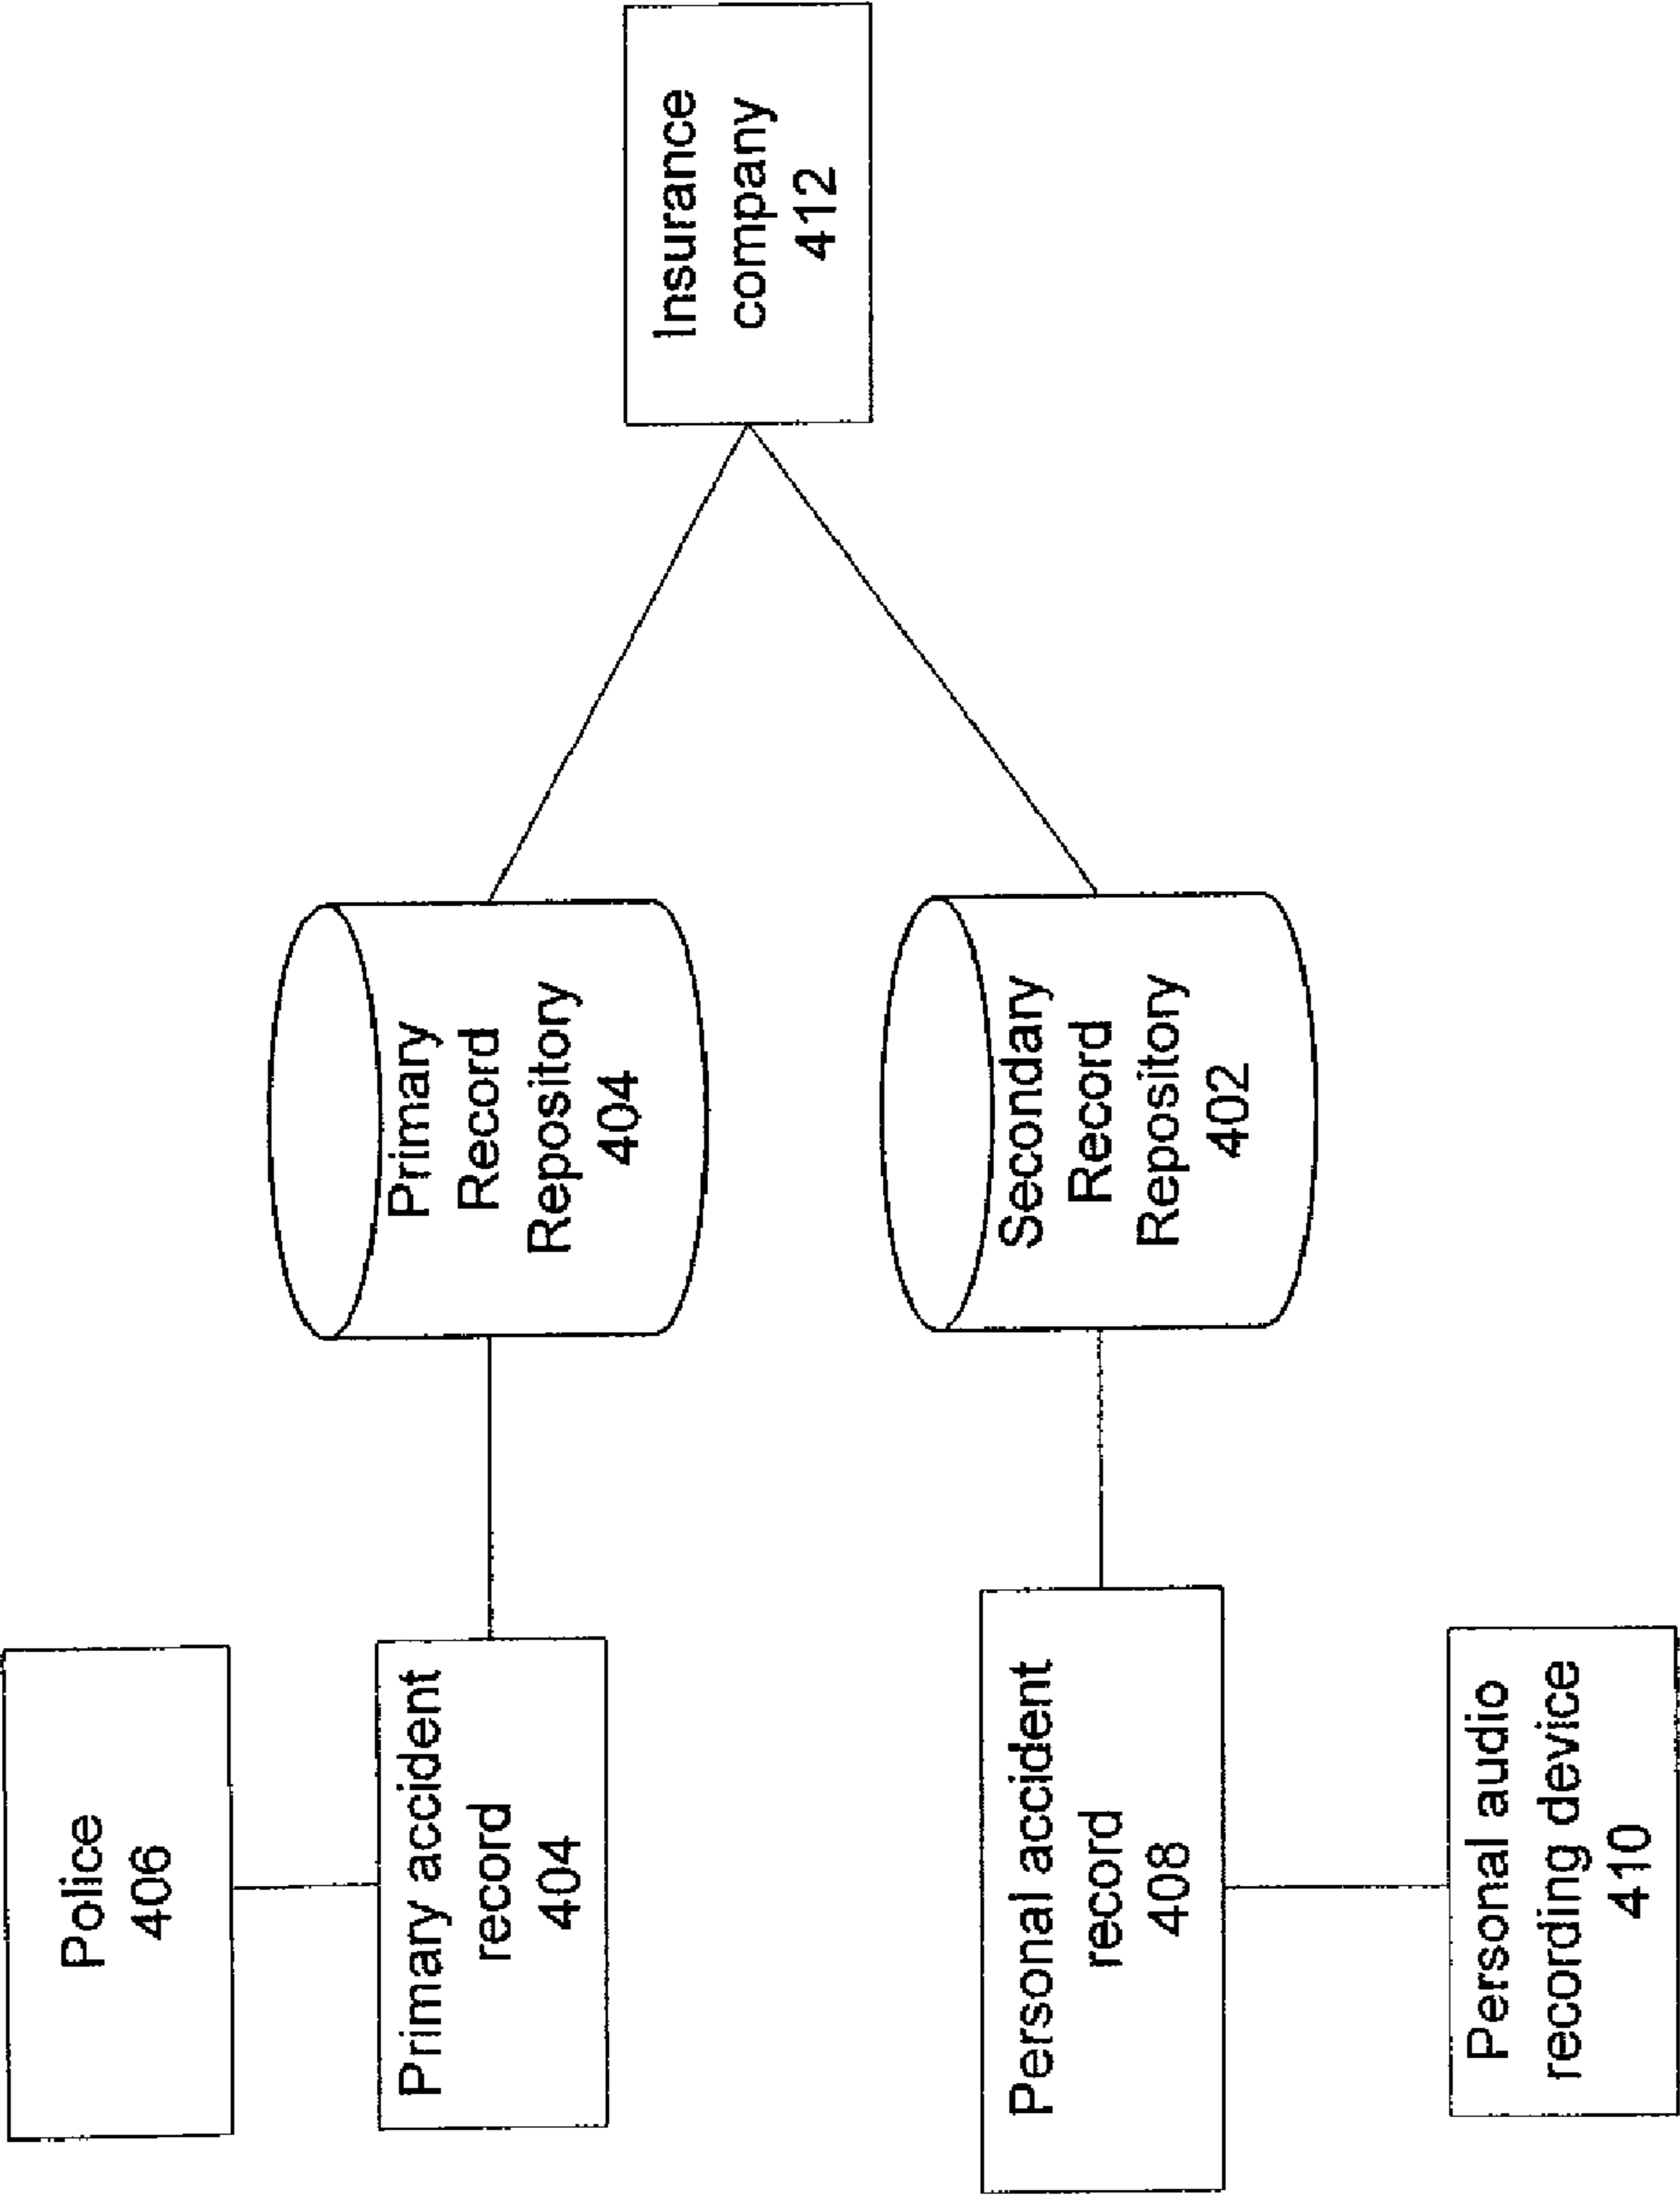 Police
406
Primary accident
record
404
Primary
Record
Repository
404
Insurance
company
412
Personal accident
record
408
Secondary
Record
Repository
402
Personal audio
recording device
410